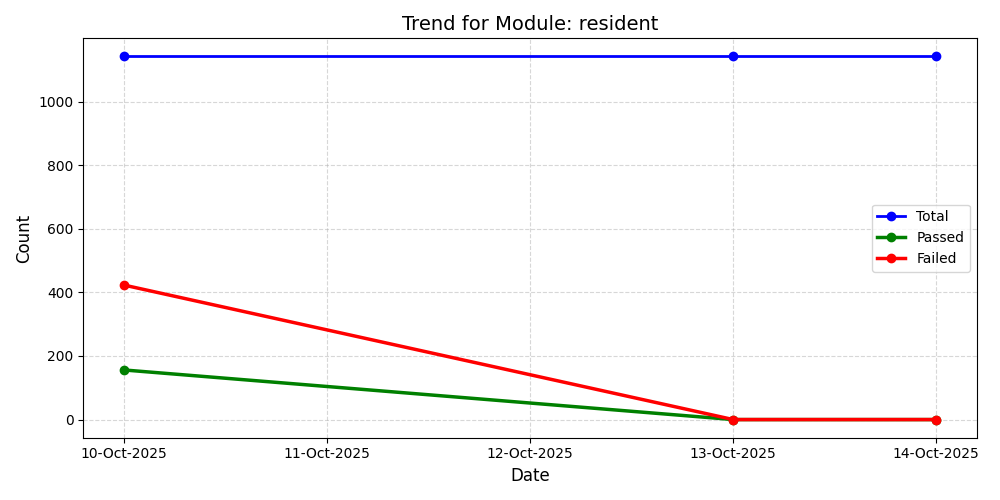 Trend for Module: resident
Count
1000
800
600
400
200
0
Total
Passed
Failed
10-Oct-2025 11-Oct-2025 12-Oct-2025 13-Oct-2025 14-Oct-2025
Date